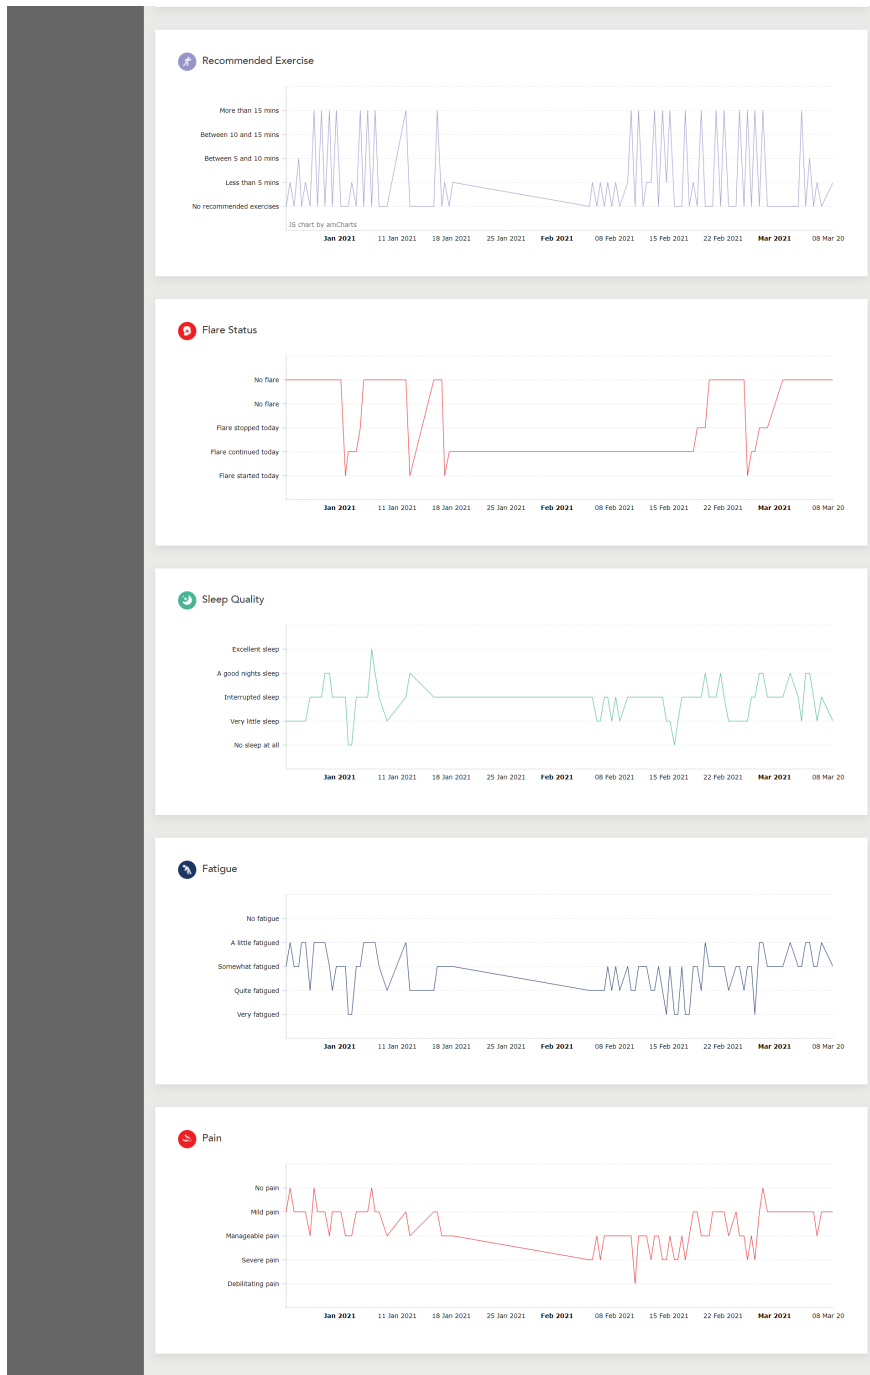 Recommended Exercise
More than 15 mins
Between 10 and 15 mins
Between 5 and 10 mins
Less than 5 mins
No recommended exercises
JS chart by amCharts
Jan 2021 11 Jan 2021 18 Jan 2021 25 Jan 2021 Feb 2021 08 Feb 2021 15 Feb 2021 22 Feb 2021 Mar 2021 08 Mar 20
Flare Status
No flare
No flare
Flare stopped today
Flare continued today
Flare started today
Jan 2021 11 Jan 2021 18 Jan 2021 25 Jan 2021 Feb 2021 08 Feb 2021 15 Feb 2021 22 Feb 2021 Mar 2021 08 Mar 20
Sleep Quality
Excellent sleep
A good nights sleep
Interrupted sleep
Very little sleep
No sleep at all
Jan 2021 11 Jan 2021 18 Jan 2021 25 Jan 2021 Feb 2021 08 Feb 2021 15 Feb 2021 22 Feb 2021 Mar 2021 08 Mar 20
Fatigue
No fatigue
A little fatigued
Somewhat fatigued
Quite fatigued
Very fatigued
Jan 2021 11 Jan 2021 18 Jan 2021 25 Jan 2021 Feb 2021 08 Feb 2021 15 Feb 2021 22 Feb 2021 Mar 2021 08 Mar 20
Pain
No pain
Mild pain
Manageable pain
Severe pain
Debilitating pain
Jan 2021 11 Jan 2021 18 Jan 2021 25 Jan 2021 Feb 2021 08 Feb 2021 15 Feb 2021 22 Feb 2021 Mar 2021 08 Mar 20